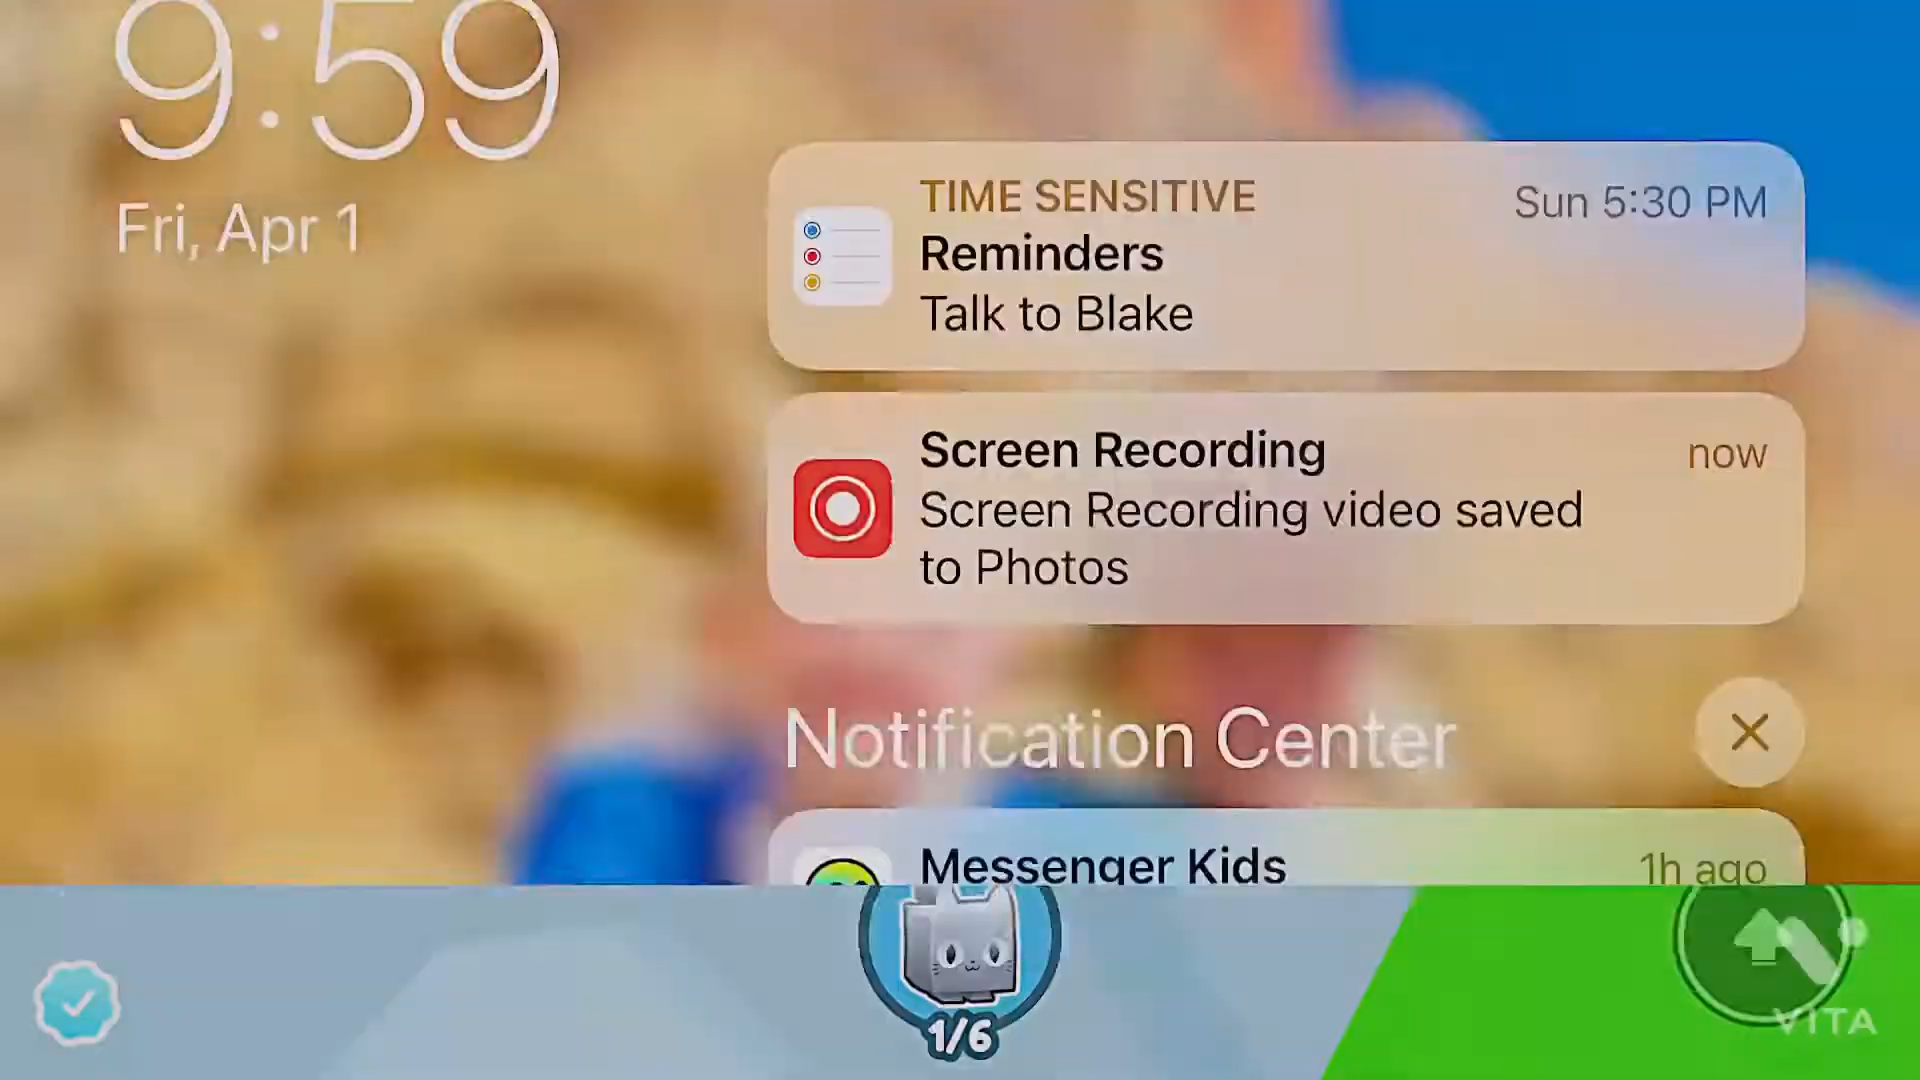 9:59
Fri, Apr 1
TIME SENSITIVE
Sun 5:30 PM
Reminders
Talk to Blake
Screen Recording
now
Screen Recording video saved
to Photos
Notification Center
Messenger Kids
1h ago
1/6
VITA